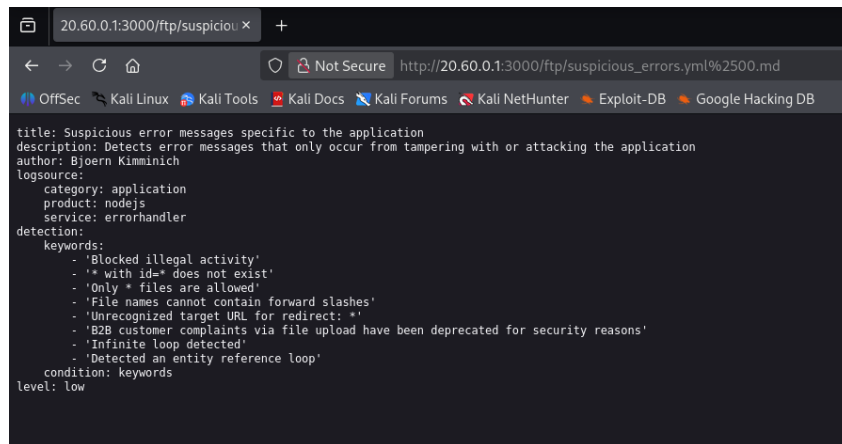 20.60.0.1:3000/ftp/suspiciou
Not Secure http://20.60.0.1:3000/ftp/suspicious_errors.yml%2500.md
OffSec Kali Linux Kali Tools Kali Docs Kali Forums Kali NetHunter Exploit-DB Google Hacking DB
title: Suspicious error messages specific to the application
description: Detects error messages that only occur from tampering with or attacking the application
author: Bjoern Kimminich
logsource:
    category: application
    product: nodejs
    service: errorhandler
detection:
    keywords:
        - 'Blocked illegal activity'
        - '* with id=* does not exist'
        - 'Only * files are allowed'
        - 'File names cannot contain forward slashes'
        - 'Unrecognized target URL for redirect: *'
        - 'B2B customer complaints via file upload have been deprecated for security reasons'
        - 'Infinite loop detected'
        - 'Detected an entity reference loop'
    condition: keywords
level: low